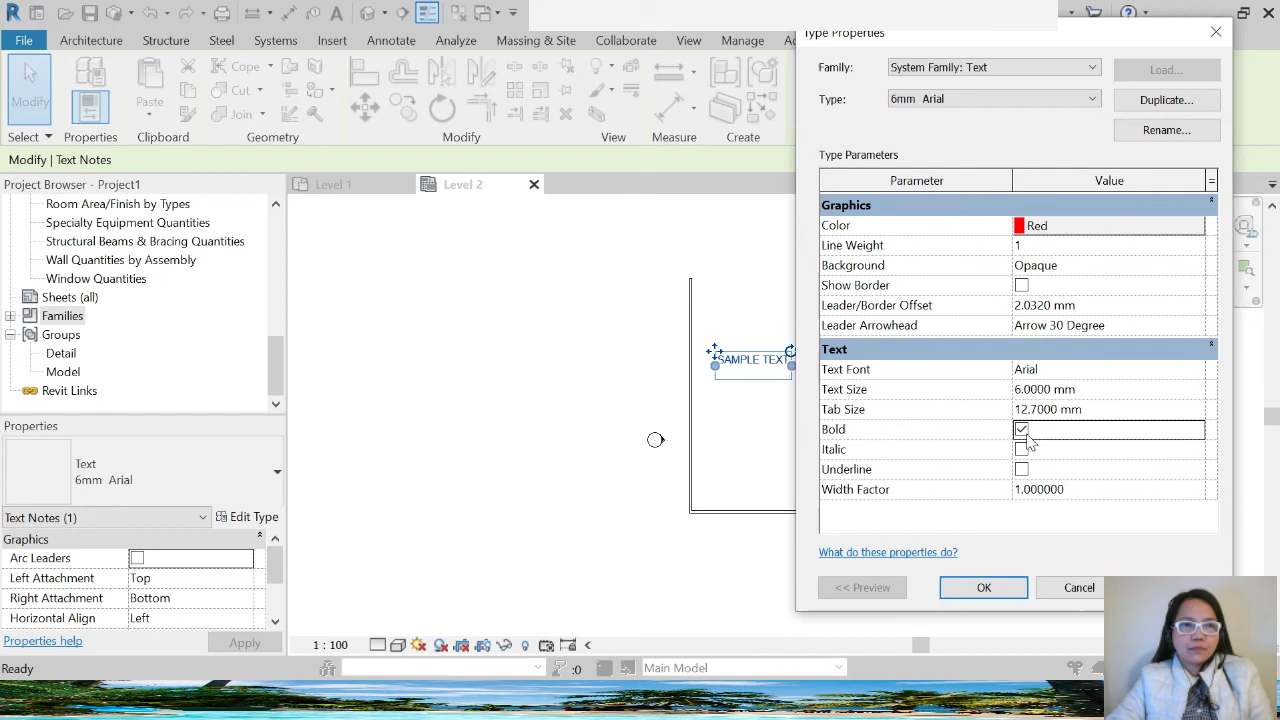 File Architecture Structure Steel Systems Insert Annotate Analyze Massing & Site Collaborate View Manage
Modify
Paste
Cope
Cut
Join
Select Properties Clipboard Geometry Modify View Measure Create
Modify | Text Notes
Project Browser - Project1
Level 1
Level 2
Room Area/Finish by Types
Specialty Equipment Quantities
Structural Beams & Bracing Quantities
Wall Quantities by Assembly
Window Quantities
Sheets (all)
Families
Groups
Detail
Model
Revit Links
Properties
Text
6mm Arial
Text Notes (1)
Edit Type
Graphics
Arc Leaders
Left Attachment Top
Right Attachment Bottom
Horizontal Align Left
Properties help
Apply
SAMPLE TEXT
1 : 100
Ready
:0
Main Model
Type Properties
Family: System Family: Text Load...
Type: 6mm Arial Duplicate...
Rename...
Type Parameters
Parameter Value =
Graphics
Color Red
Line Weight 1
Background Opaque
Show Border
Leader/Border Offset 2.0320 mm
Leader Arrowhead Arrow 30 Degree
Text
Text Font Arial
Text Size 6.0000 mm
Tab Size 12.7000 mm
Bold
Italic
Underline
Width Factor 1.000000
What do these properties do?
<< Preview OK Cancel